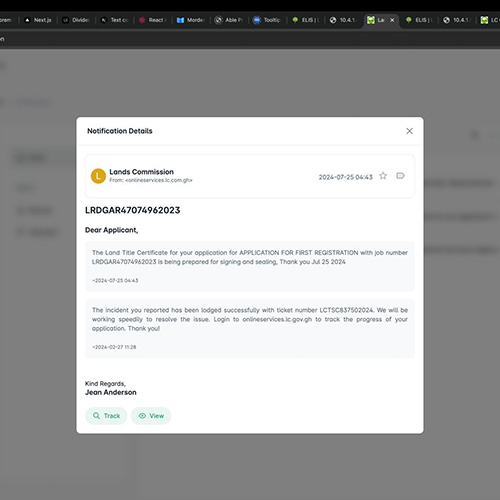 Next.js
Divider
Text co
React I
Morder
Able P
Tooltip
ELIS | L
10.4.1
La
ELIS | L
10.4.1
LC
on
Notification Details
L
Lands Commission
From: <onlineservices.lc.com.gh>
2024-07-25 04:43
LRDGAR47074962023
Dear Applicant,
The Land Title Certificate for your application for APPLICATION FOR FIRST REGISTRATION with job number
LRDGAR47074962023 is being prepared for signing and sealing, Thank you Jul 25 2024
~2024-07-25 04:43
The incident you reported has been lodged successfully with ticket number LCTSC837502024. We will be
working speedily to resolve the issue. Login to onlineservices.lc.gov.gh to track the progress of your
application. Thank you!
~2024-02-27 11:28
Kind Regards,
Jean Anderson
Track
View